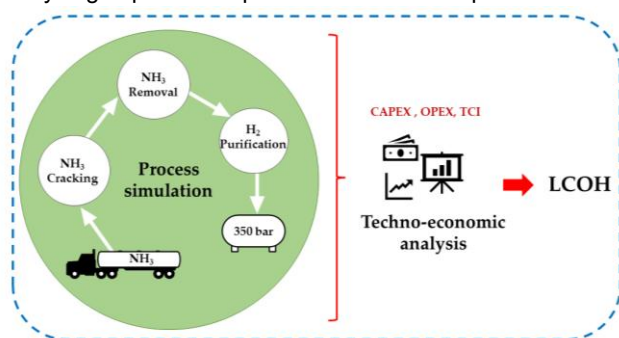 NH₃
Removal
H₂
Purification
NH₃
Cracking
Process
simulation
350 bar
NH₃
CAPEX , OPEX, TCI
Techno-economic
analysis
LCOH